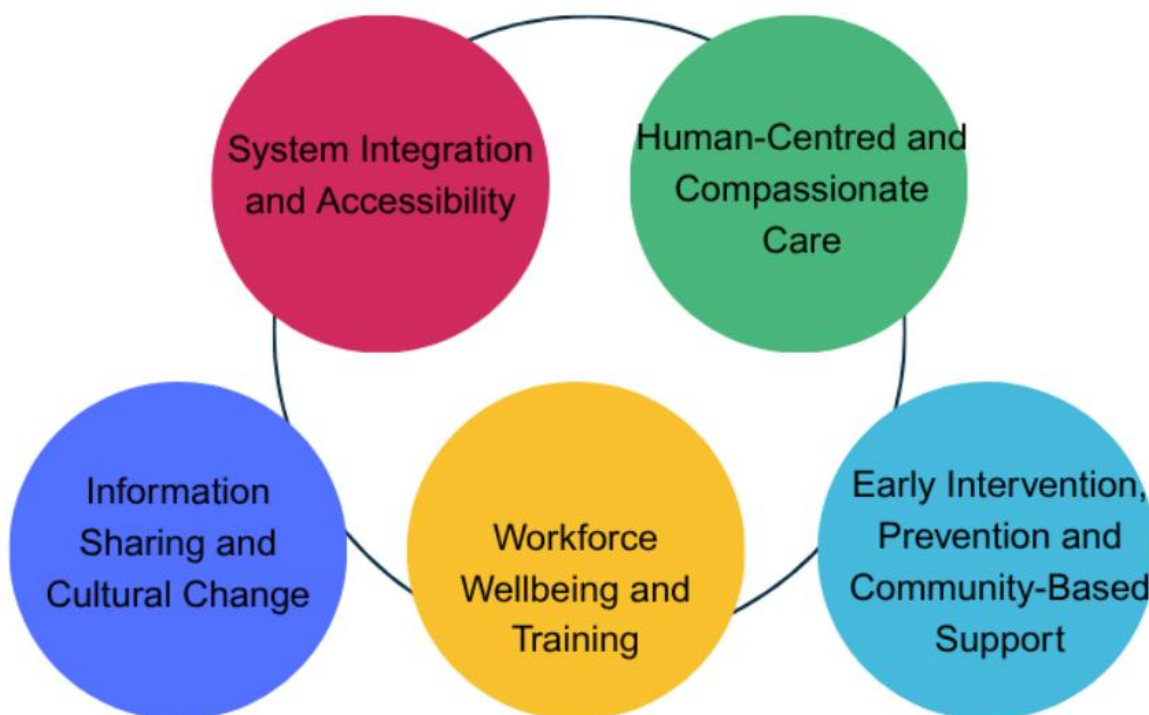 System Integration
and Accessibility
Human-Centred and
Compassionate
Care
Information
Sharing and
Cultural Change
Workforce
Wellbeing and
Training
Early Intervention,
Prevention and
Community-Based
Support